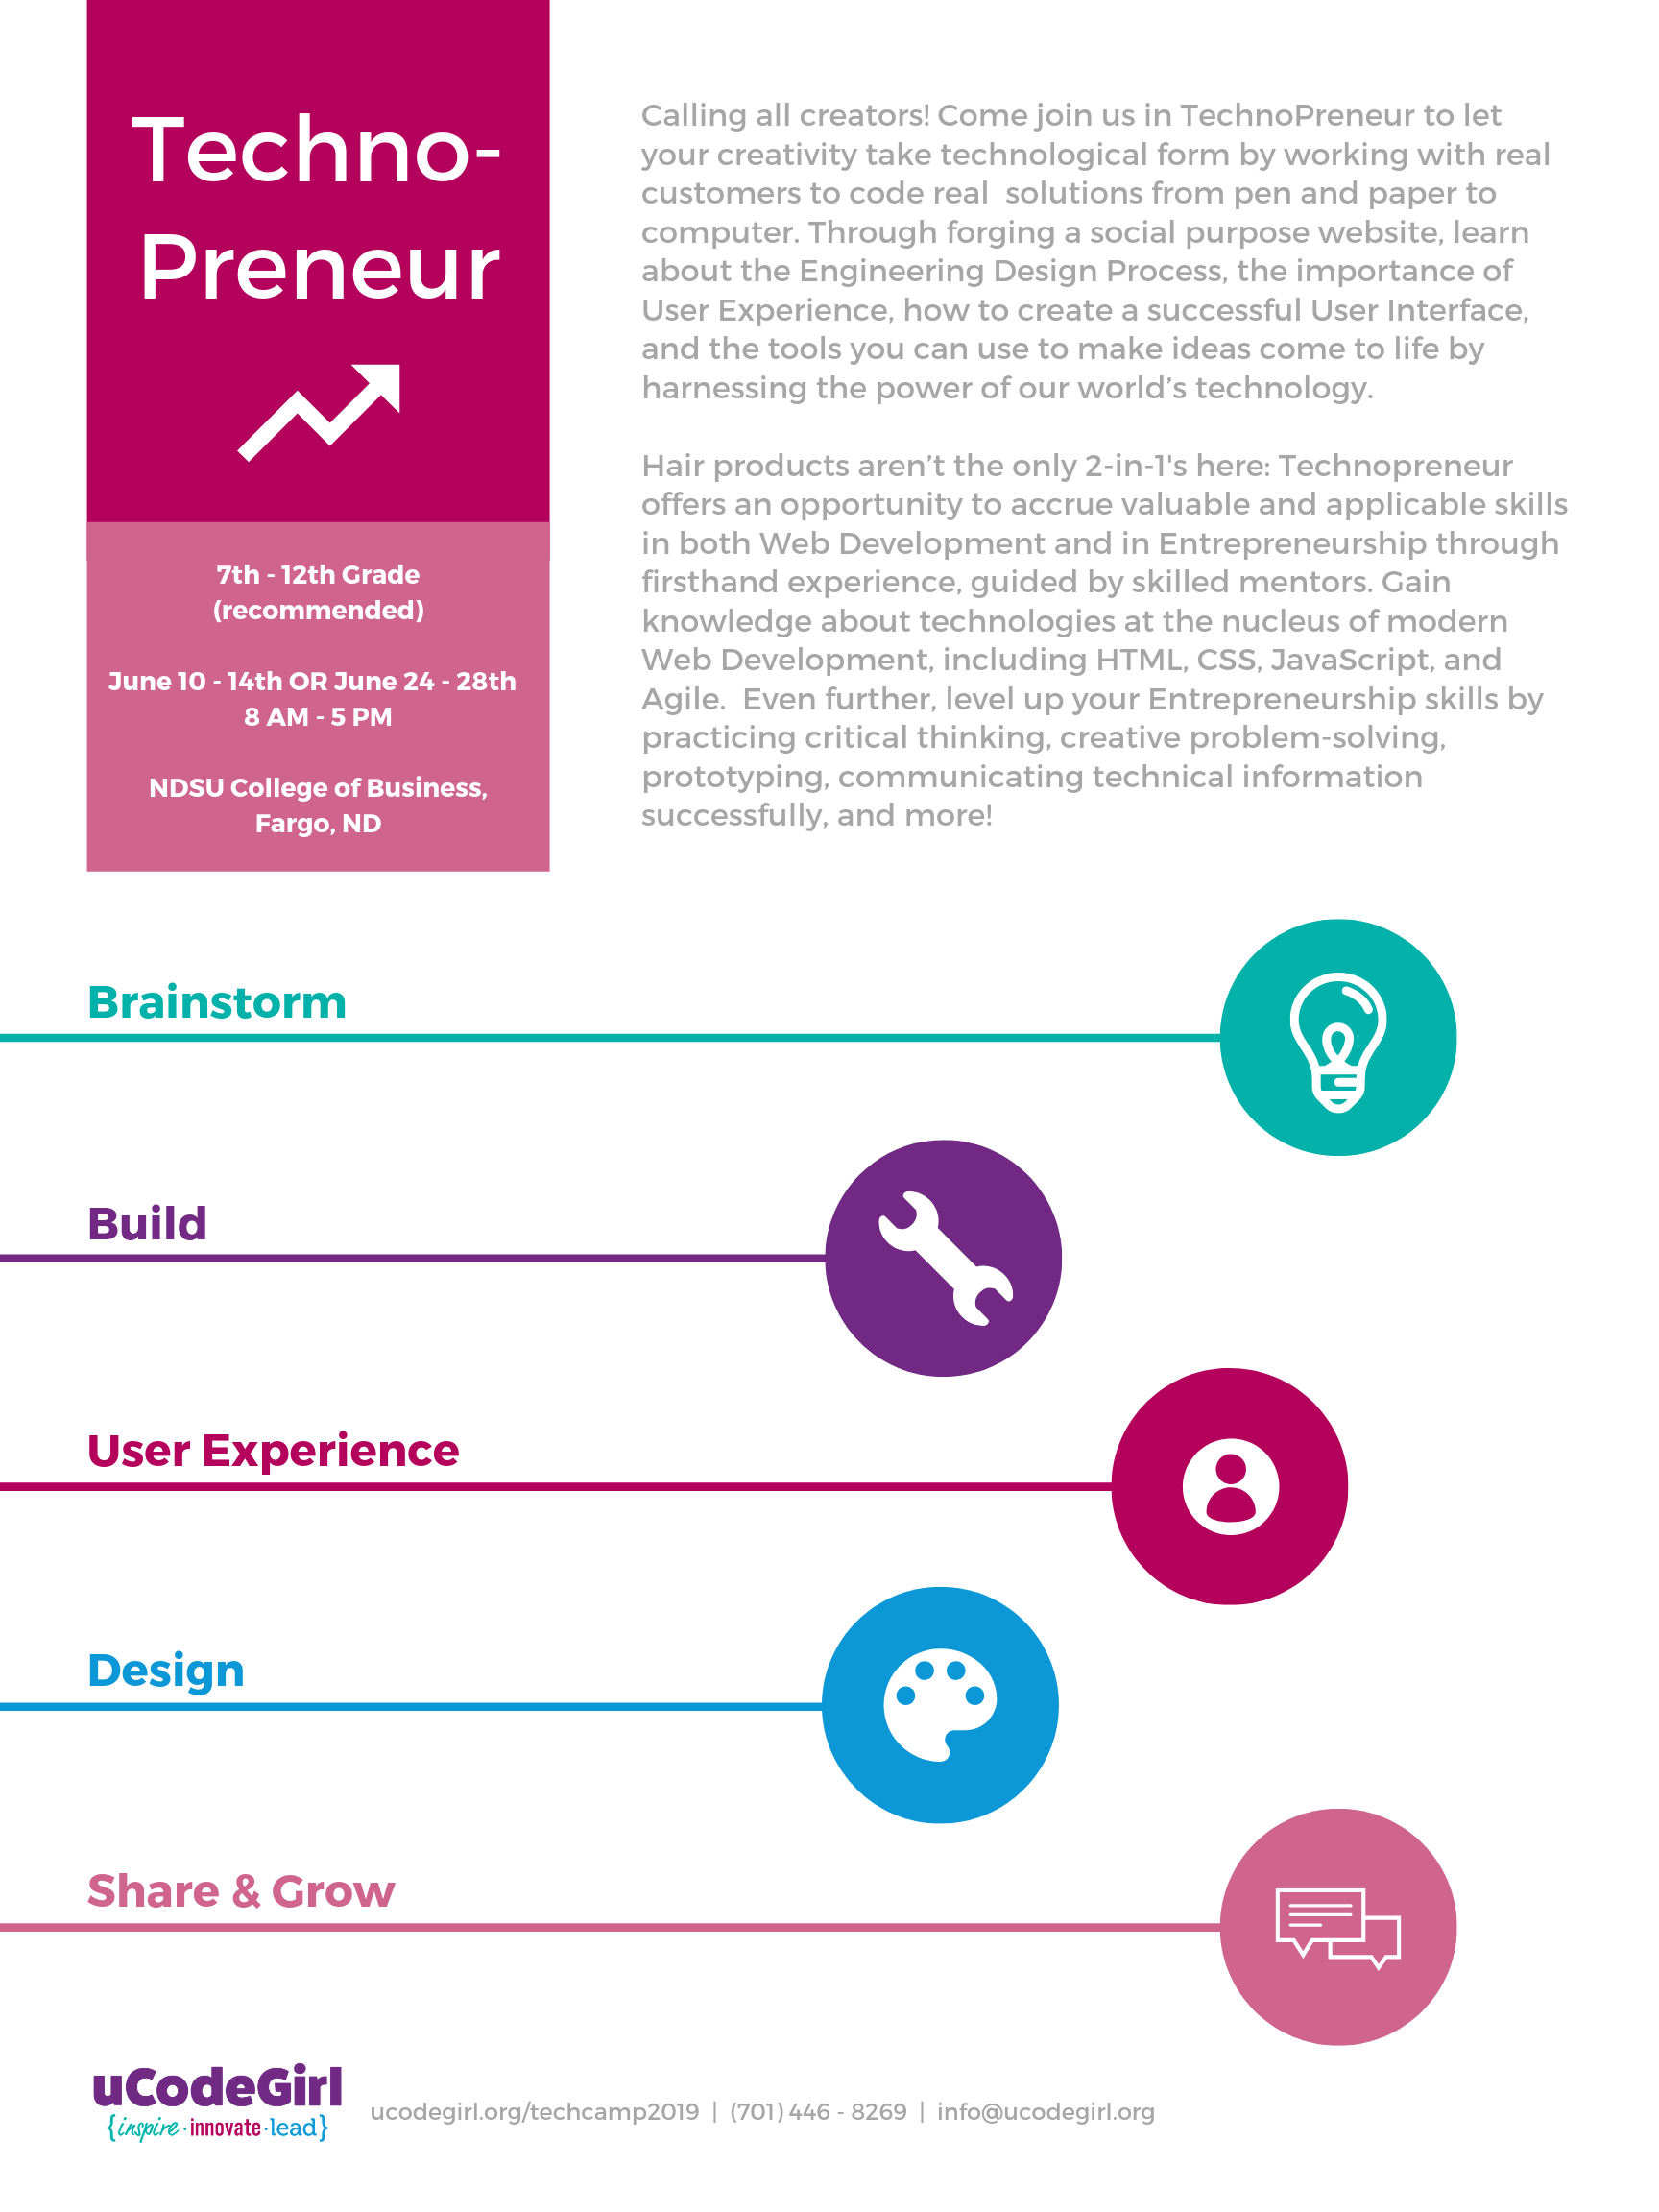 Techno-
Preneur
7th - 12th Grade
(recommended)
June 10 - 14th OR June 24 - 28th
8 AM - 5 PM
NDSU College of Business,
Fargo, ND
Calling all creators! Come join us in TechnoPreneur to let
your creativity take technological form by working with real
customers to code real  solutions from pen and paper to
computer. Through forging a social purpose website, learn
about the Engineering Design Process, the importance of
User Experience, how to create a successful User Interface,
and the tools you can use to make ideas come to life by
harnessing the power of our world’s technology.
Hair products aren’t the only 2-in-1's here: Technopreneur
offers an opportunity to accrue valuable and applicable skills
in both Web Development and in Entrepreneurship through
firsthand experience, guided by skilled mentors. Gain
knowledge about technologies at the nucleus of modern
Web Development, including HTML, CSS, JavaScript, and
Agile.  Even further, level up your Entrepreneurship skills by
practicing critical thinking, creative problem-solving,
prototyping, communicating technical information
successfully, and more!
Brainstorm
Build
User Experience
Design
Share & Grow
uCodeGirl
{inspire·innovate·lead}
ucodegirl.org/techcamp2019 | (701) 446 - 8269 | info@ucodegirl.org